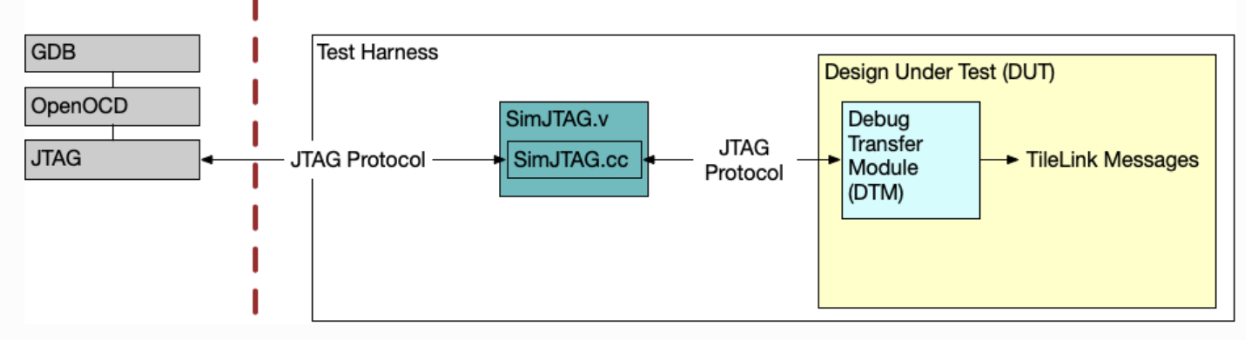 GDB
OpenOCD
JTAG
JTAG Protocol
Test Harness
SimJTAG.v
SimJTAG.cc
JTAG
Protocol
Design Under Test (DUT)
Debug
Transfer
Module
(DTM)
TileLink Messages